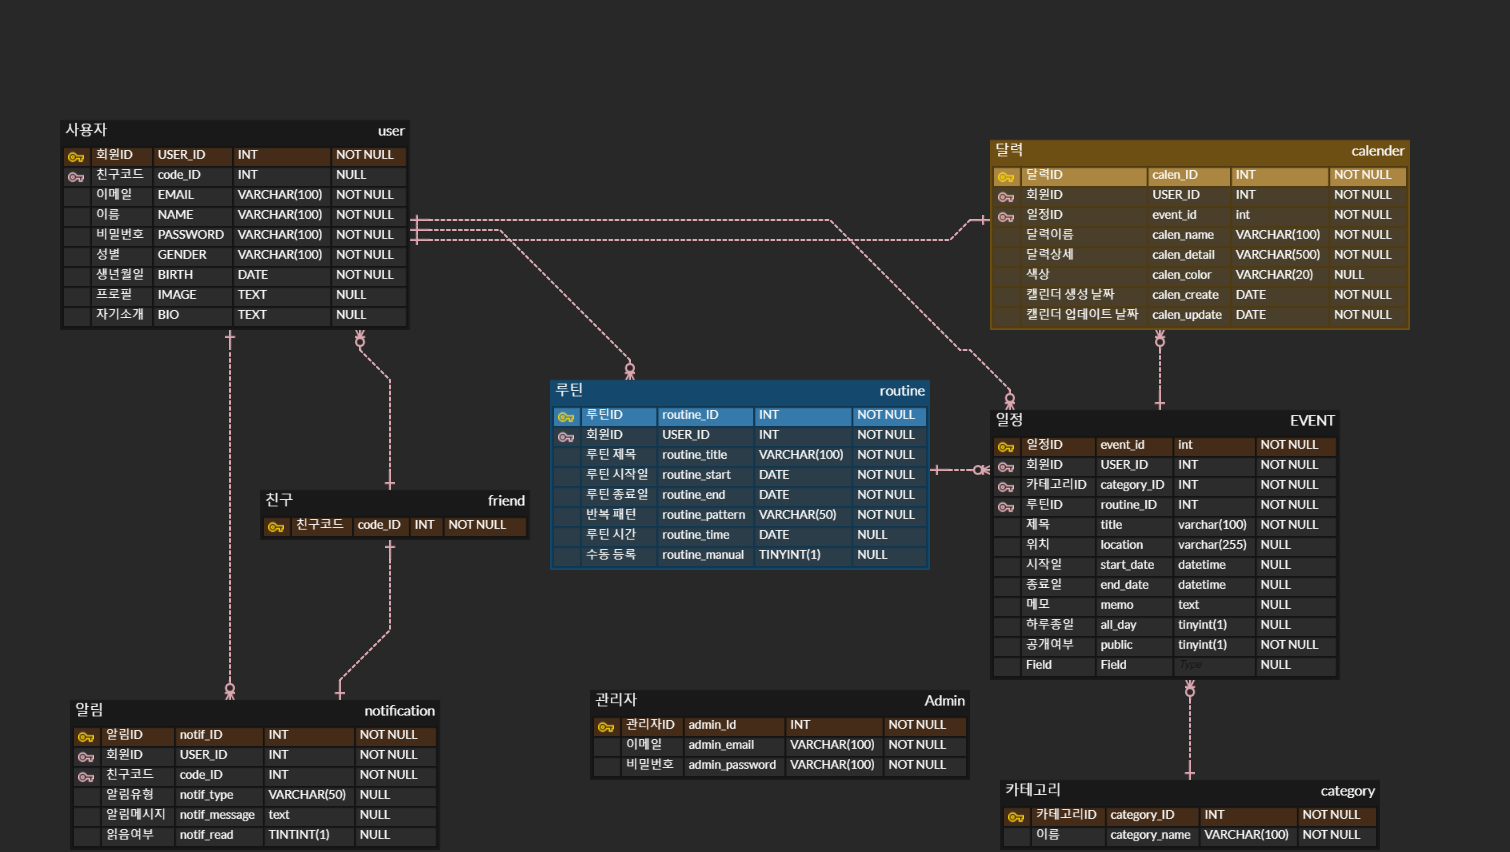 사용자 user
회원ID USER_ID INT NOT NULL
친구코드 code_ID INT NULL
이메일 EMAIL VARCHAR(100) NOT NULL
이름 NAME VARCHAR(100) NOT NULL
비밀번호 PASSWORD VARCHAR(100) NOT NULL
성별 GENDER VARCHAR(100) NOT NULL
생년월일 BIRTH DATE NOT NULL
프로필 IMAGE TEXT NULL
자기소개 BIO TEXT NULL
달력 calender
달력ID calen_ID INT NOT NULL
회원ID USER_ID INT NOT NULL
일정ID event_id int NOT NULL
달력이름 calen_name VARCHAR(100) NOT NULL
달력상세 calen_detail VARCHAR(500) NOT NULL
색상 calen_color VARCHAR(20) NULL
캘린더 생성 날짜 calen_create DATE NOT NULL
캘린더 업데이트 날짜 calen_update DATE NOT NULL
루틴 routine
루틴ID routine_ID INT NOT NULL
회원ID USER_ID INT NOT NULL
루틴 제목 routine_title VARCHAR(100) NOT NULL
루틴 시작일 routine_start DATE NOT NULL
루틴 종료일 routine_end DATE NOT NULL
반복 패턴 routine_pattern VARCHAR(50) NOT NULL
루틴 시간 routine_time DATE NULL
수동 등록 routine_manual TINYINT(1) NULL
일정 EVENT
일정ID event_id int NOT NULL
회원ID USER_ID INT NOT NULL
카테고리ID category_ID INT NOT NULL
루틴ID routine_ID INT NOT NULL
제목 title varchar(100) NOT NULL
위치 location varchar(255) NULL
시작일 start_date datetime NULL
종료일 end_date datetime NULL
메모 memo text NULL
하루종일 all_day tinyint(1) NULL
공개여부 public tinyint(1) NOT NULL
Field Field Type NULL
친구 friend
친구코드 code_ID INT NOT NULL
알림 notification
알림ID notif_ID INT NOT NULL
회원ID USER_ID INT NOT NULL
친구코드 code_ID INT NOT NULL
알림유형 notif_type VARCHAR(50) NULL
알림메시지 notif_message text NULL
읽음여부 notif_read TINTINT(1) NULL
관리자 Admin
관리자ID admin_Id INT NOT NULL
이메일 admin_email VARCHAR(100) NOT NULL
비밀번호 admin_password VARCHAR(100) NOT NULL
카테고리 category
카테고리ID category_ID INT NOT NULL
이름 category_name VARCHAR(100) NOT NULL